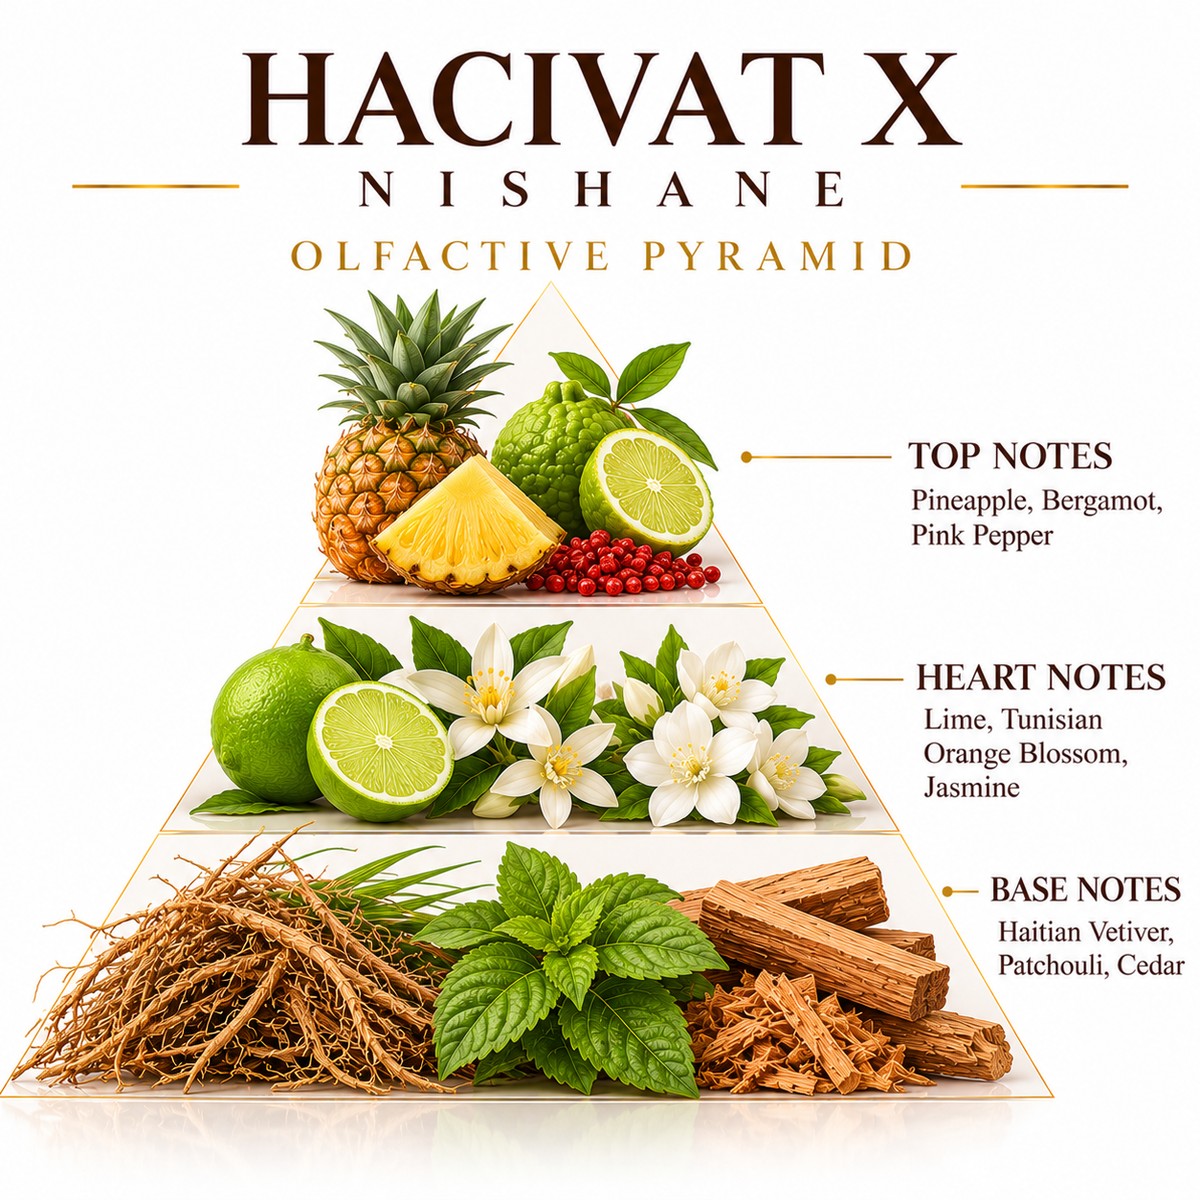 HACIVAT X
NISHANE
OLFACTIVE PYRAMID
TOP NOTES
Pineapple, Bergamot,
Pink Pepper
HEART NOTES
Lime, Tunisian
Orange Blossom,
Jasmine
BASE NOTES
Haitian Vetiver,
Patchouli, Cedar